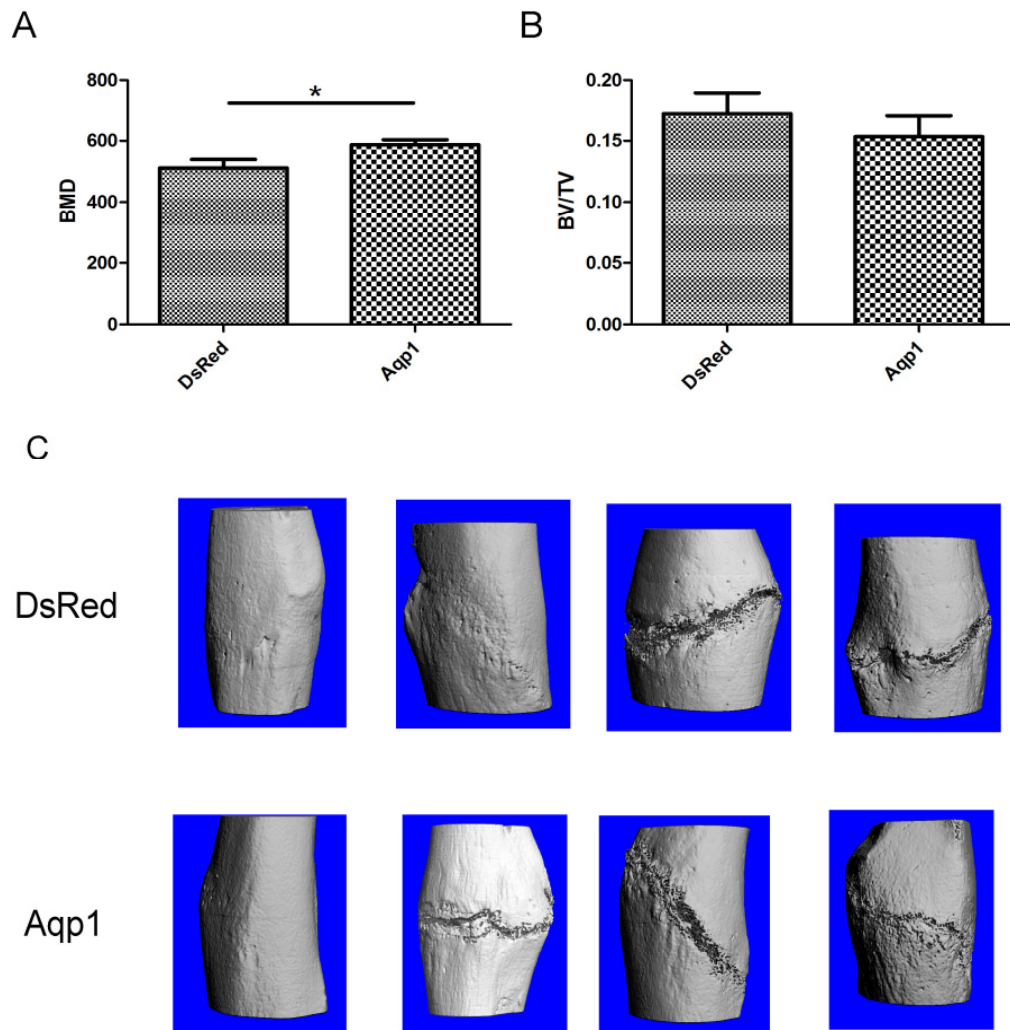 A
B
800
600
400
200
0
BMD
*
DsRed
Aqp1
0.20
0.15
0.10
0.05
0.00
BV/TV
DsRed
Aqp1
C
DsRed
Aqp1